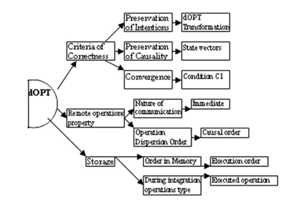 Preservation
of Intentions
dOPT
Transformation
Criteria of
Correctness
Preservation
of Causality
State vectors
Convergence
Condition C1
dOPT
Remote operations
property
Nature of
communication
Immediate
Operation
Dispersion Order
Causal order
Storage
Order in Memory
Execution order
During integration
operations type
Executed operation